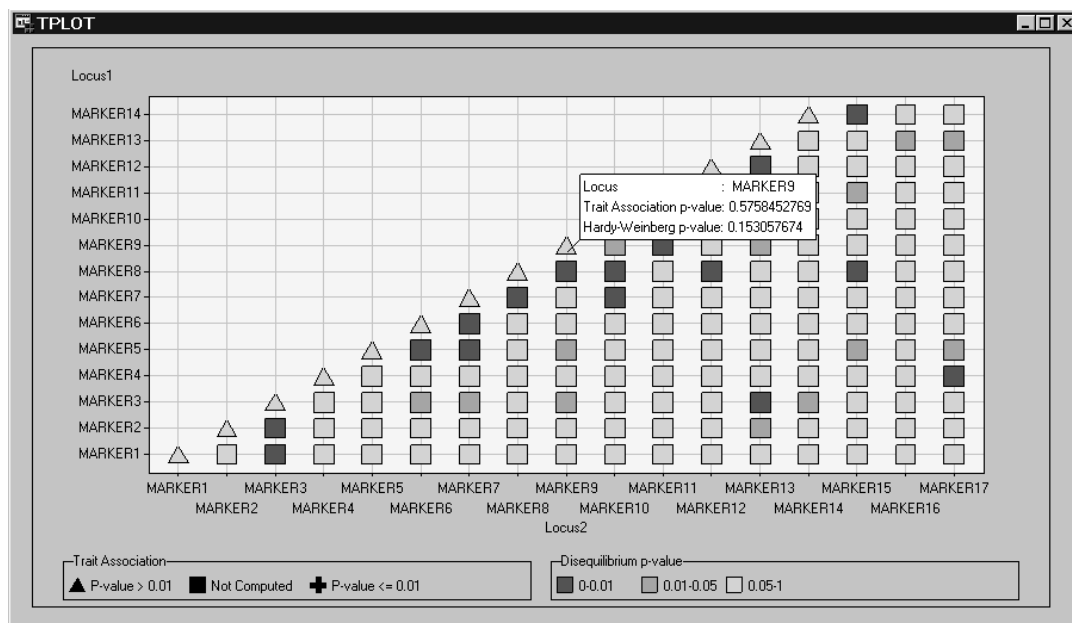 TPLOT
Locus1
MARKER14
MARKER13
MARKER12
MARKER11
MARKER10
MARKER9
MARKER8
MARKER7
MARKER6
MARKER5
MARKER4
MARKER3
MARKER2
MARKER1
Locus : MARKER9
Trait Association p-value: 0.5758452769
Hardy-Weinberg p-value: 0.153057674
MARKER1 MARKER3 MARKER5 MARKER7 MARKER9 MARKER11 MARKER13 MARKER15 MARKER17
MARKER2 MARKER4 MARKER6 MARKER8 MARKER10 MARKER12 MARKER14 MARKER16
Locus2
Trait Association
P-value > 0.01 Not Computed P-value <= 0.01
Disequilibrium p-value
0-0.01 0.01-0.05 0.05-1